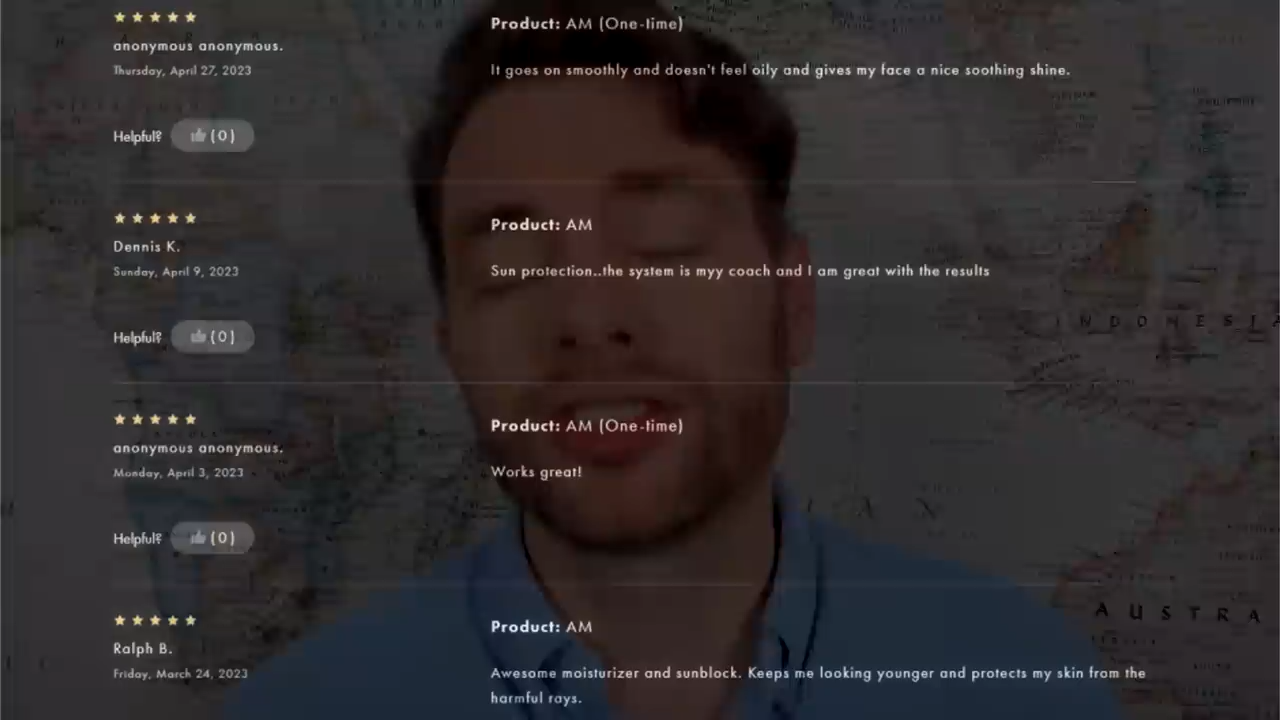 Product: AM (One-time)
anonymous anonymous.
Thursday, April 27, 2023
It goes on smoothly and doesn't feel oily and gives my face a nice soothing shine.
Helpful? (0)
Product: AM
Dennis K.
Sunday, April 9, 2023
Sun protection..the system is myy coach and I am great with the results
Helpful? (0)
INDONESIA
Product: AM (One-time)
anonymous anonymous.
Monday, April 3, 2023
Works great!
Helpful? (0)
AUSTRA
Product: AM
Ralph B.
Friday, March 24, 2023
Awesome moisturizer and sunblock. Keeps me looking younger and protects my skin from the
harmful rays.